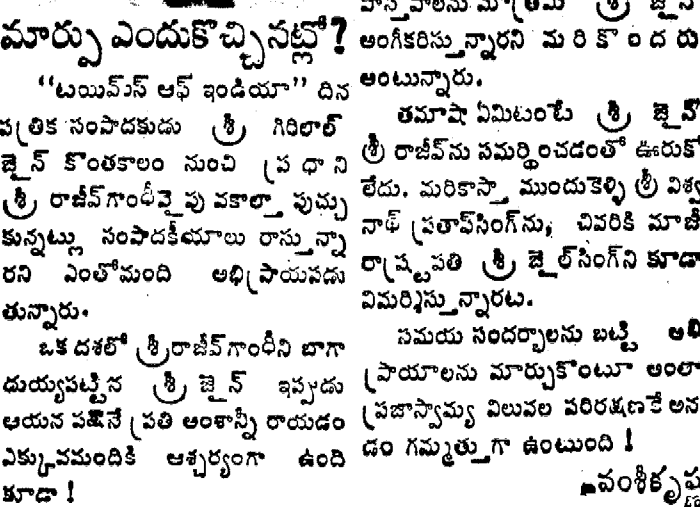 మార్పు ఎందుకొచ్చినట్లో?
"టయిమ్స్ ఆఫ్ ఇండియా" దిన
పత్రిక సంపాదకుడు శ్రీ గిరిలాల్
జైన్ కొంతకాలం నుంచి ప్రధాని
శ్రీ రాజీవ్‌గాంధీవైపు వకాల్తా పుచ్చు
కున్నట్లు సంపాదకీయాలు రాస్తున్నా
రని ఎంతోమంది అభిప్రాయపడు
తున్నారు.
ఒక దశలో శ్రీరాజీవ్‌గాంధీని బాగా
దుయ్యపట్టిన శ్రీ జైన్ ఇప్పుడు
ఆయన పఠనే ప్రతి అంశాన్నీ రాయడం
ఎక్కువమందికి ఆశ్చర్యంగా ఉంది
కూడా!
శ్రీ జైన్
అంగీకరిస్తున్నారని మరికొందరు
అంటున్నారు.
తమాషా ఏమిటంటే శ్రీ జైన్
శ్రీ రాజీవ్‌ను సమర్థించడంతో ఊరుకో
లేదు. మరికాస్తా ముందుకెళ్ళి శ్రీ విశ్వ
నాథ్ ప్రతాప్‌సింగ్‌ను, చివరికి మాజీ
రాష్ట్రపతి శ్రీ జైల్‌సింగ్‌ని కూడా
విమర్శిస్తున్నారట.
సమయ సందర్భాలను బట్టి అభి
ప్రాయాలను మార్చుకోంటూ అంతా
ప్రజాస్వామ్య విలువల పరిరక్షణకే అన
డం గమ్మత్తుగా ఉంటుంది!
-వంశీకృష్ణ